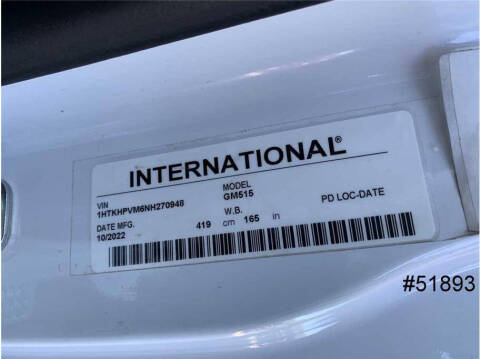 INTERNATIONAL®
VIN MODEL
1HTKHPVM6NH270948 GM515
DATE MFG. W.B. PD LOC-DATE
10/2022 419 cm 165 in
#51893